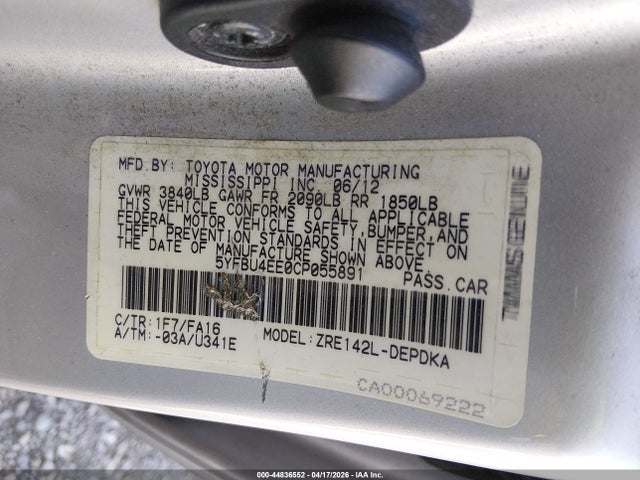 MFD.BY: TOYOTA MOTOR MANUFACTURING
MISSISSIPPI INC. 06/12
GVWR 3840LB GAWR FR 2090LB RR 1850LB
THIS VEHICLE CONFORMS TO ALL APPLICABLE
FEDERAL MOTOR VEHICLE SAFETY, BUMPER, AND
THEFT PREVENTION STANDARDS IN EFFECT ON
THE DATE OF MANUFACTURE SHOWN ABOVE.
5YFBU4EE0CP055891 PASS.CAR
C/TR: 1F7/FA16 MODEL: ZRE142L-DEPDKA
A/TM: -03A/U341E
CA00069222
000-44836552 - 04/17/2026 - IAA Inc.